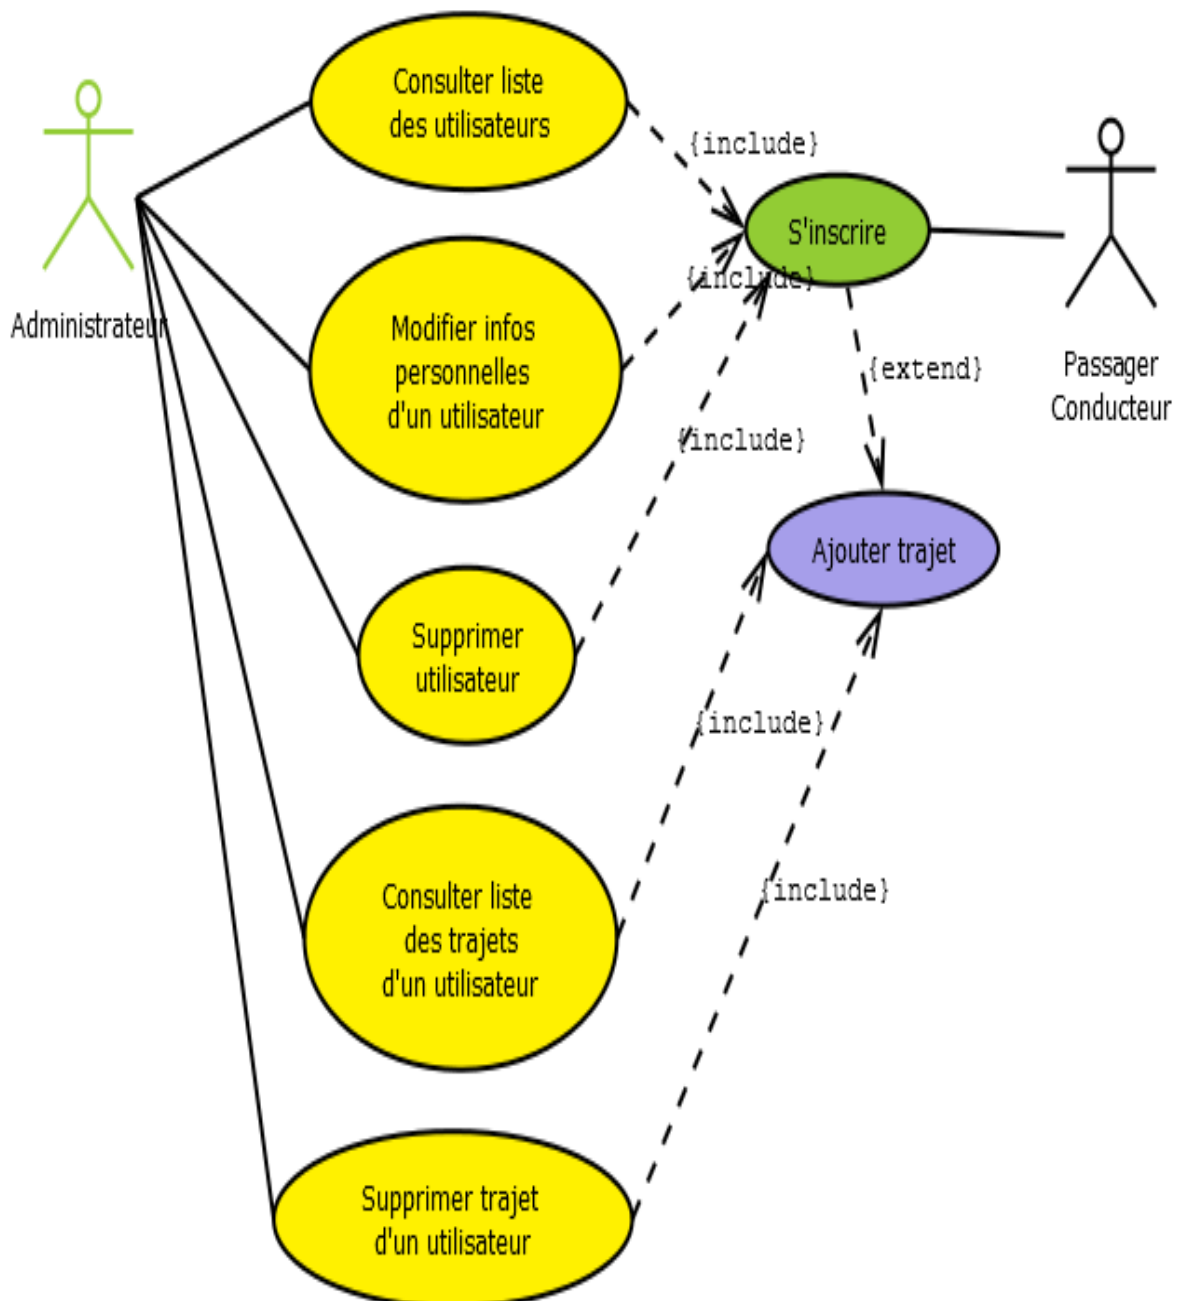 Consulter liste
des utilisateurs
{include}
S'inscrire
{include}
Administrateur
Modifier infos
personnelles
d'un utilisateur
{extend}
Passager
Conducteur
{include}
Ajouter trajet
Supprimer
utilisateur
{include}
Consulter liste
des trajets
d'un utilisateur
{include}
Supprimer trajet
d'un utilisateur